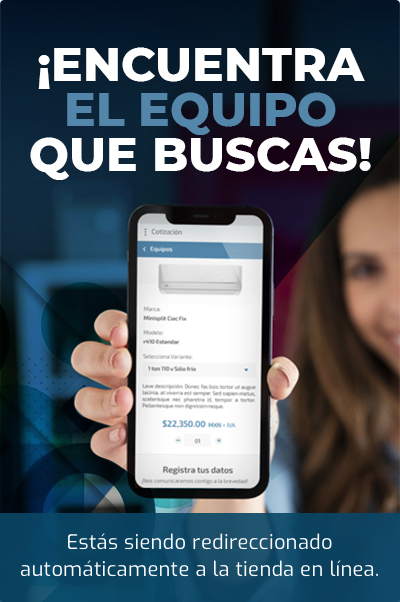 ¡ENCUENTRA
EL EQUIPO
QUE BUSCAS!
Cotización
Equipos
Marca:
Minisplit Ciac Fix
Modelo:
r410 Estandar
Selecciona Variante:
1 ton 110 v Sólo frío
Leve descripción: Donec fac ilisis tortor ut augue
lacinia, at viverra est semper. Sed sapien metus,
scelerisque nec pharetra id, tempor a tortor.
Pellentesque non dignissim neque.
$22,350.00 MXN + IVA
01
Registra tus datos
¡Nos comunicaremos contigo a la brevedad!
Estás siendo redireccionado
automáticamente a la tienda en línea.